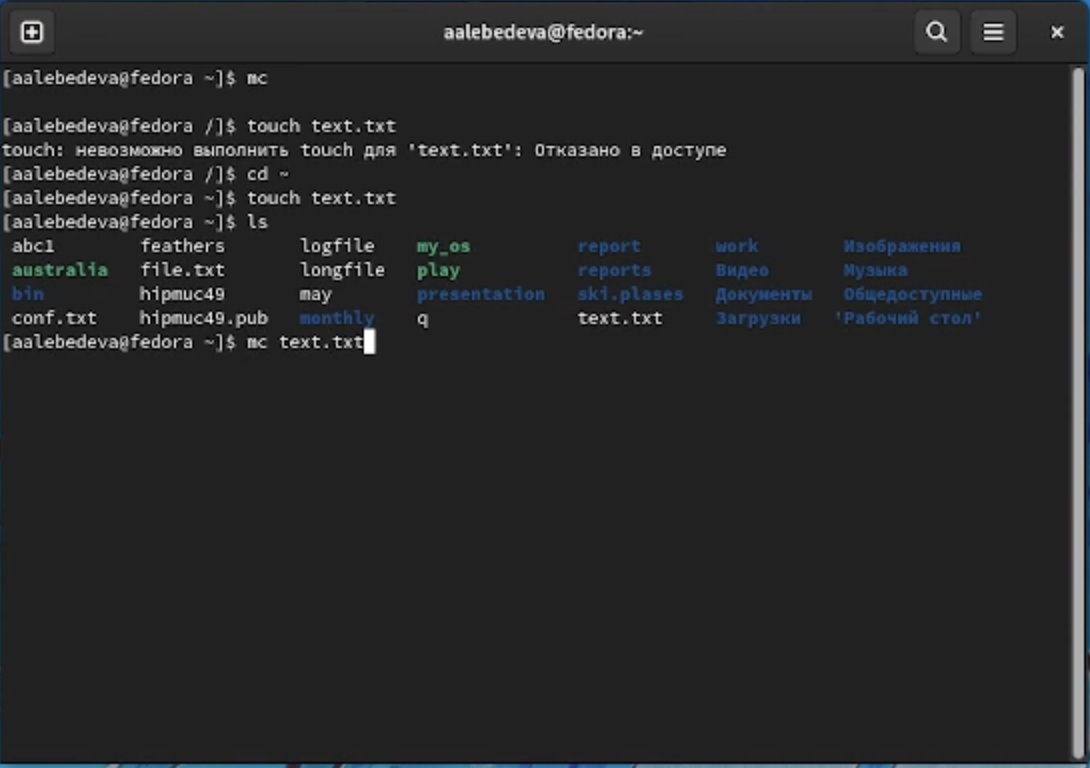 aalebedeva@fedora:~
[aalebedeva@fedora ~]$ mc
[aalebedeva@fedora /]$ touch text.txt
touch: невозможно выполнить touch для 'text.txt': Отказано в доступе
[aalebedeva@fedora /]$ cd ~
[aalebedeva@fedora ~]$ touch text.txt
[aalebedeva@fedora ~]$ ls
abc1 feathers logfile my_os report work Изображения
australia file.txt longfile play reports Видео Музыка
bin hipmuc49 may presentation ski.plases Документы Общедоступные
conf.txt hipmuc49.pub monthly q text.txt Загрузки 'Рабочий стол'
[aalebedeva@fedora ~]$ mc text.txt